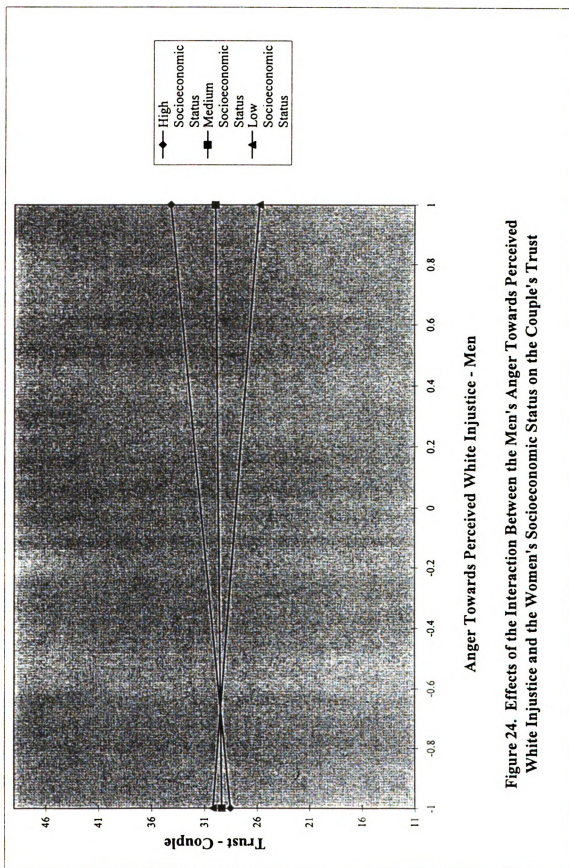 46
41
36
31
26
21
16
11
Trust - Couple
-1
-0.8
-0.6
-0.4
-0.2
0
0.2
0.4
0.6
0.8
1
Anger Towards Perceived White Injustice - Men
High
Socioeconomic
Status
Medium
Socioeconomic
Status
Low
Socioeconomic
Status
Figure 24. Effects of the Interaction Between the Men's Anger Towards Perceived
White Injustice and the Women's Socioeconomic Status on the Couple's Trust